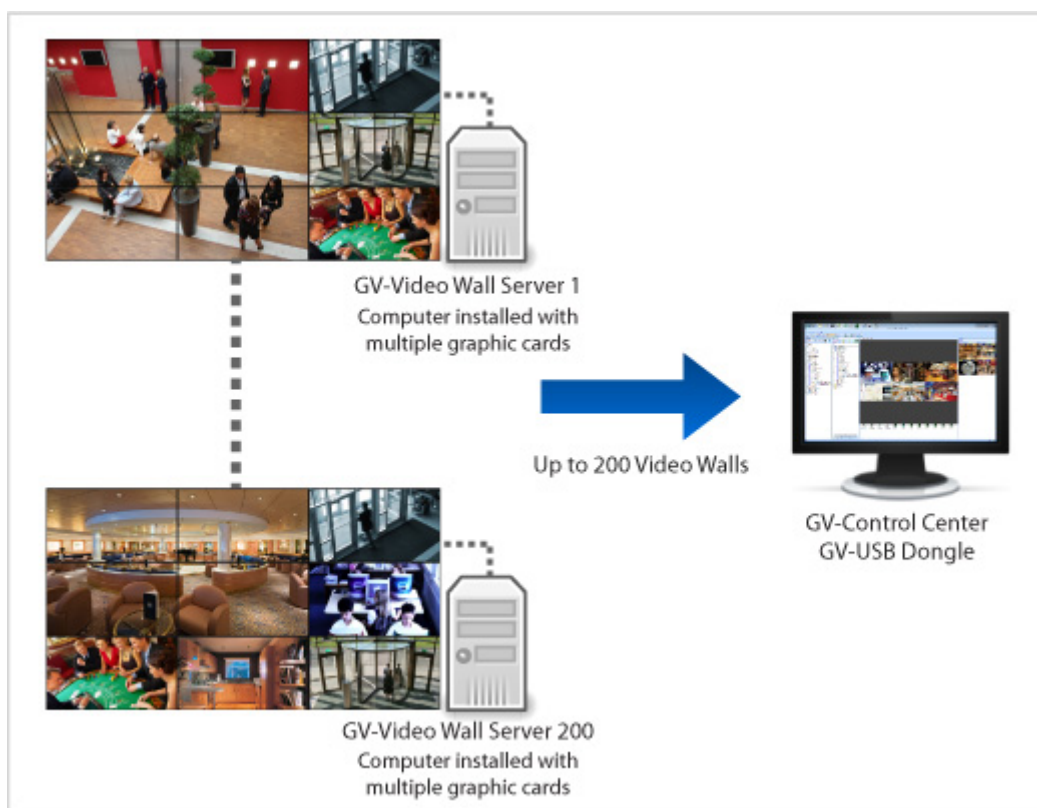 GV-Video Wall Server 1
Computer installed with
multiple graphic cards
Up to 200 Video Walls
GV-Control Center
GV-USB Dongle
GV-Video Wall Server 200
Computer installed with
multiple graphic cards